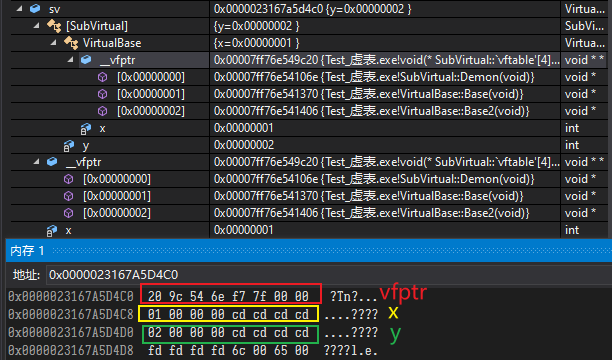 sv 0x0000023167a5d4c0 {y=0x00000002 } Virtua...
[SubVirtual] {y=0x00000002 } SubVir...
VirtualBase {x=0x00000001 } Virtua...
__vfptr 0x00007ff76e549c20 {Test_虚表.exe!void(* SubVirtual::`vftable'[4]... void * *
[0x00000000] 0x00007ff76e54106e {Test_虚表.exe!SubVirtual::Demon(void)} void *
[0x00000001] 0x00007ff76e541370 {Test_虚表.exe!VirtualBase::Base(void)} void *
[0x00000002] 0x00007ff76e541406 {Test_虚表.exe!VirtualBase::Base2(void)} void *
x 0x00000001 int
y 0x00000002 int
__vfptr 0x00007ff76e549c20 {Test_虚表.exe!void(* SubVirtual::`vftable'[4]... void * *
[0x00000000] 0x00007ff76e54106e {Test_虚表.exe!SubVirtual::Demon(void)} void *
[0x00000001] 0x00007ff76e541370 {Test_虚表.exe!VirtualBase::Base(void)} void *
[0x00000002] 0x00007ff76e541406 {Test_虚表.exe!VirtualBase::Base2(void)} void *
x 0x00000001 int
内存 1
地址: 0x0000023167A5D4C0
0x0000023167A5D4C0 20 9c 54 6e f7 7f 00 00 ?Tn?... vfptr
0x0000023167A5D4C8 01 00 00 00 cd cd cd cd ....???? x
0x0000023167A5D4D0 02 00 00 00 cd cd cd cd ....???? y
0x0000023167A5D4D8 fd fd fd fd 6c 00 65 00 ????l.e.